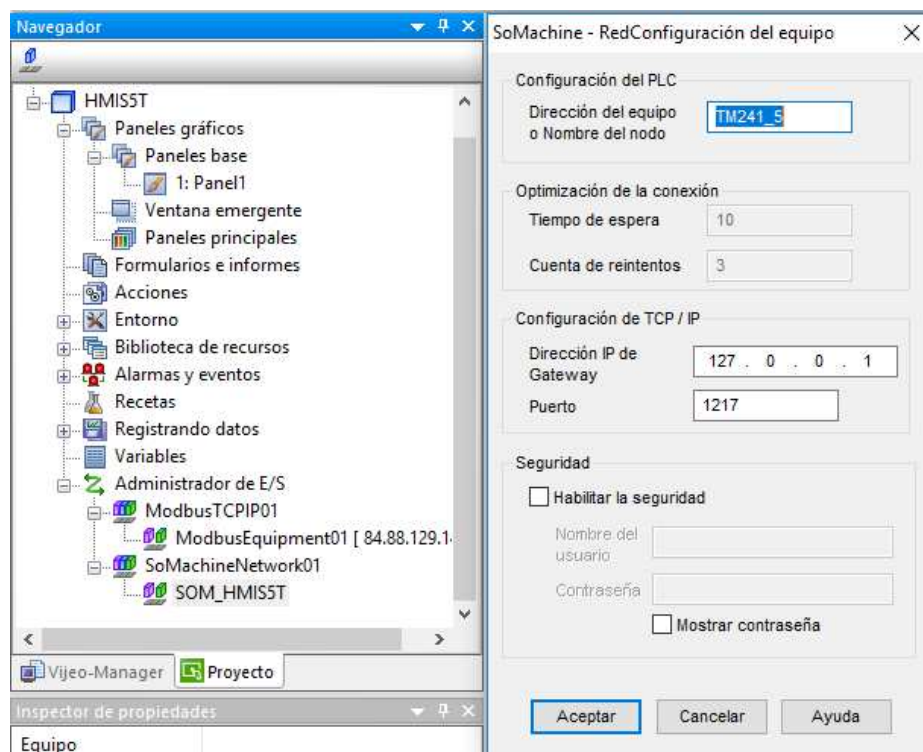 Navegador
HMIS5T
Paneles gráficos
Paneles base
1: Panel1
Ventana emergente
Paneles principales
Formularios e informes
Acciones
Entorno
Biblioteca de recursos
Alarmas y eventos
Recetas
Registrando datos
Variables
Administrador de E/S
ModbusTCPIP01
ModbusEquipment01 [ 84.88.129.1
SoMachineNetwork01
SOM_HMIS5T
Vijeo-Manager
Proyecto
Inspector de propiedades
Equipo
SoMachine - RedConfiguración del equipo
Configuración del PLC
Dirección del equipo
o Nombre del nodo
TM241_5
Optimización de la conexión
Tiempo de espera
10
Cuenta de reintentos
3
Configuración de TCP / IP
Dirección IP de
Gateway
127 . 0 . 0 . 1
Puerto
1217
Seguridad
Habilitar la seguridad
Nombre del
usuario
Contraseña
Mostrar contraseña
Aceptar
Cancelar
Ayuda